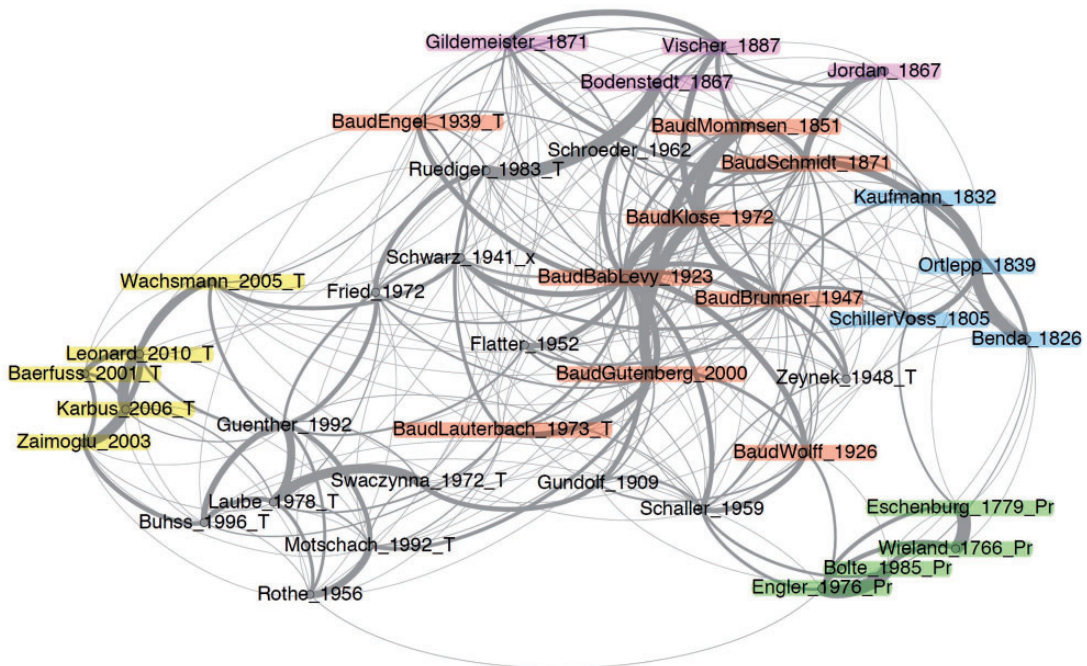 Gildemeister_1871
Vischer_1887
Jordan_1867
Bodenstedt_1867
BaudEngel_1939_T
BaudMommsen_1851
Schroeder_1962
BaudSchmidt_1871
Ruediger_1983_T
Kaufmann_1832
BaudKlose_1972
Schwarz_1941_x
Ortlepp_1839
Wachsmann_2005_T
BaudBabLevy_1923
Fried_1972
BaudBrunner_1947
SchillerVoss_1805
Benda_1826
Flatter_1952
Leonard_2010_T
Baerfuss_2001_T
BaudGutenberg_2000
Zeynek_1948_T
Karbus_2006_T
Guenther_1992
BaudLauterbach_1973_T
Zaimoglu_2003
BaudWolff_1926
Swaczynna_1972_T
Gundolf_1909
Laube_1978_T
Schaller_1959
Eschenburg_1779_Pr
Buhss_1996_T
Motschach_1992_T
Wieland_1766_Pr
Bolte_1985_Pr
Rothe_1956
Engler_1976_Pr